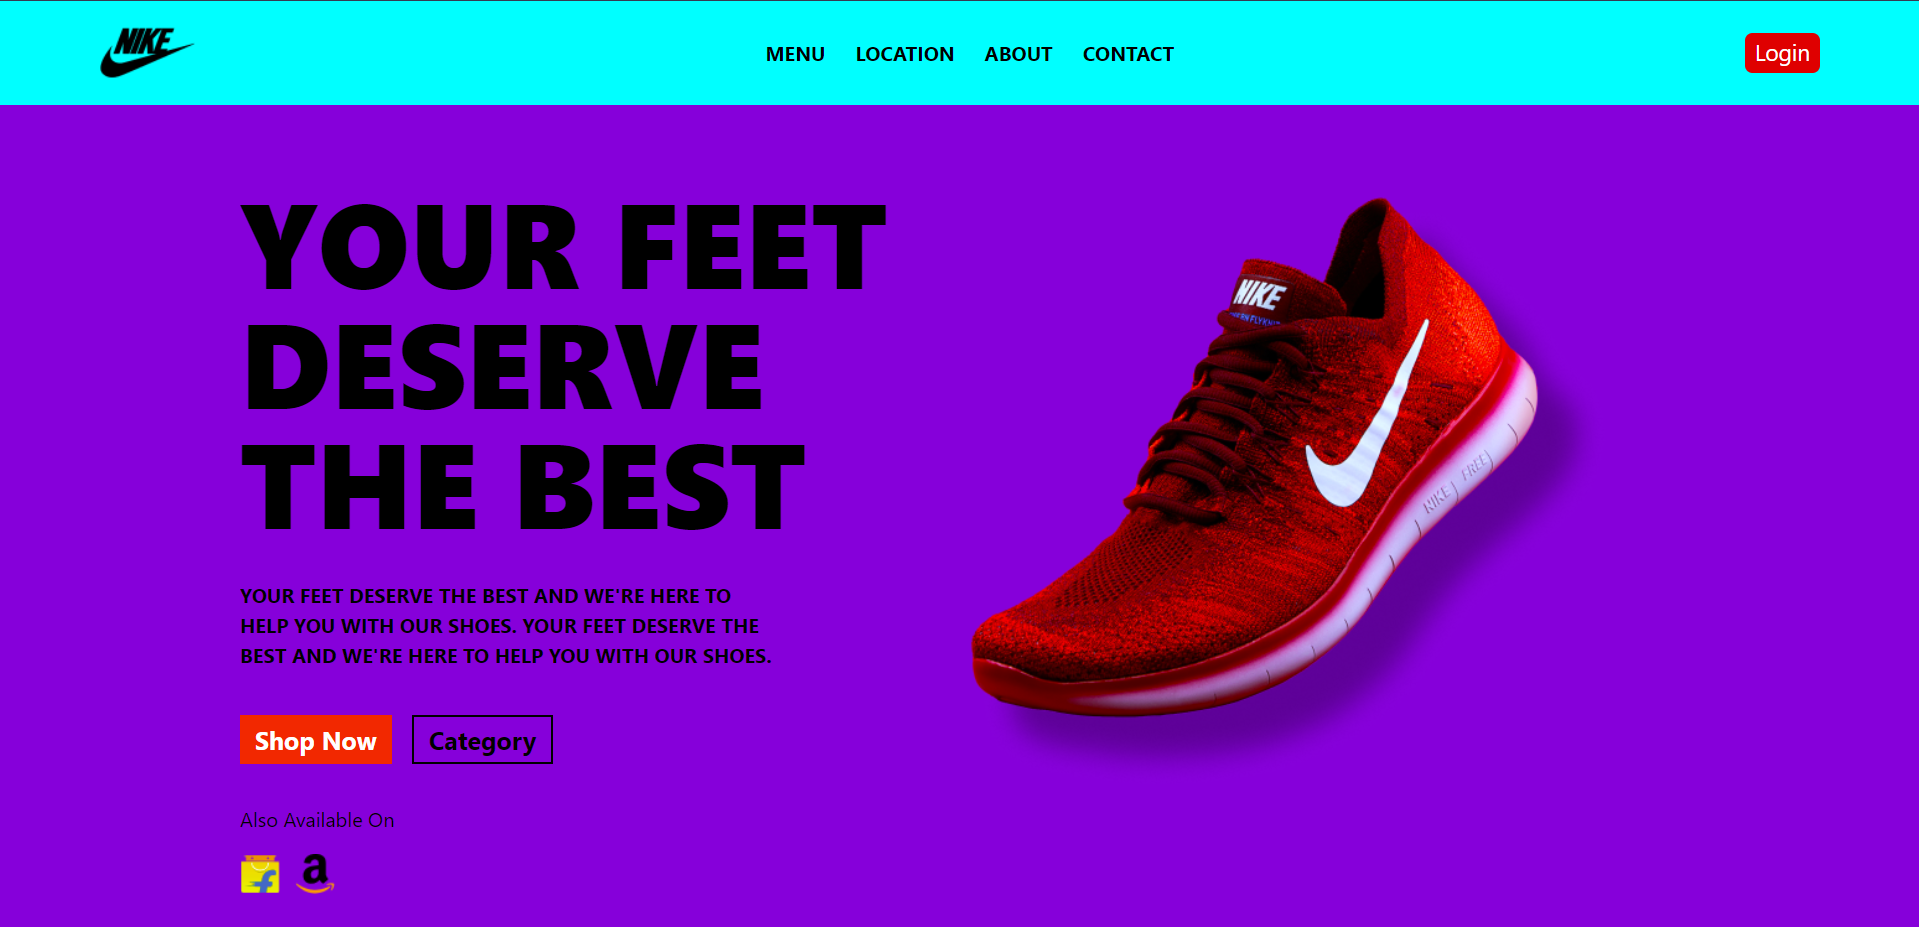 NIKE
MENU LOCATION ABOUT CONTACT
Login
YOUR FEET
DESERVE
THE BEST
NIKE
YOUR FEET DESERVE THE BEST AND WE'RE HERE TO
HELP YOU WITH OUR SHOES. YOUR FEET DESERVE THE
BEST AND WE'RE HERE TO HELP YOU WITH OUR SHOES.
NIKE FREE
Shop Now Category
Also Available On
f a